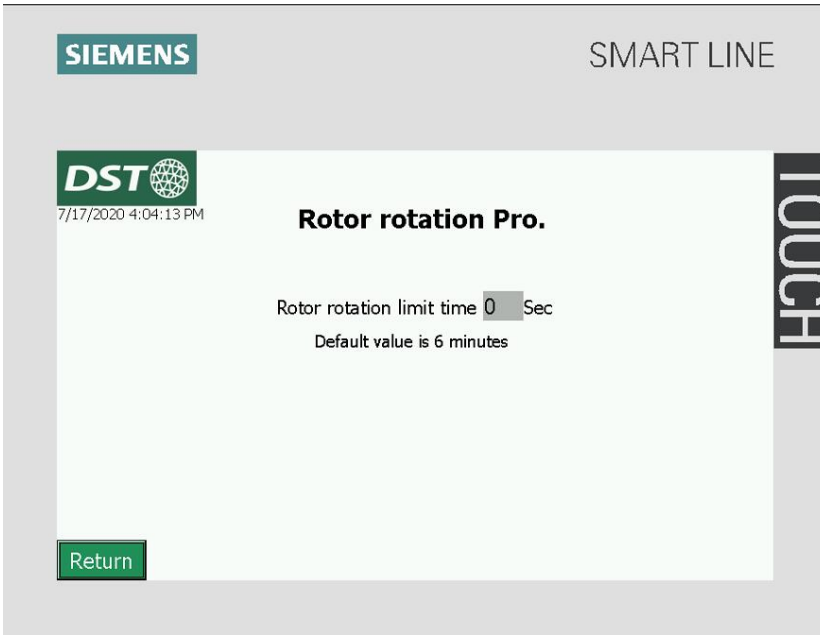 SIEMENS
SMART LINE
TOUCH
DST
7/17/2020 4:04:13 PM
Rotor rotation Pro.
Rotor rotation limit time 0 Sec
Default value is 6 minutes
Return